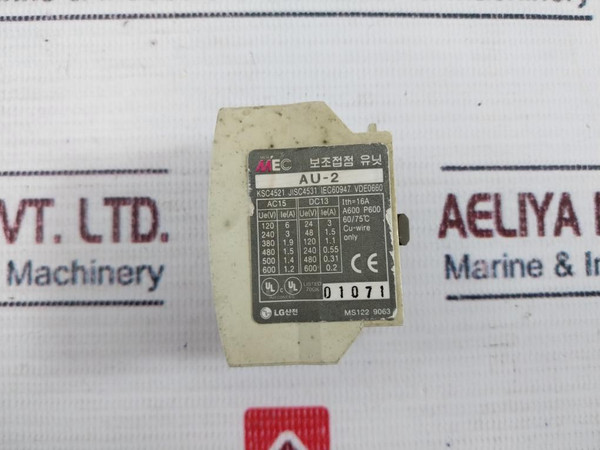 MEC 보조접점 유닛
AU-2
KSC4521 JISC4531 IEC60947 VDE0660
AC15 DC13 Ith=16A
Ue(V) Ie(A) Ue(V) Ie(A) A600 P600
120 6 24 3 60/75℃
240 3 48 1.5 Cu-wire
380 1.9 120 1.1 only
480 1.5 240 0.55
500 1.4 480 0.31
600 1.2 600 0.2
CE
UL c UL LISTED
01071
LG산전 MS122 9063
VT. LTD.
Machinery
AELIYA
Marine & In